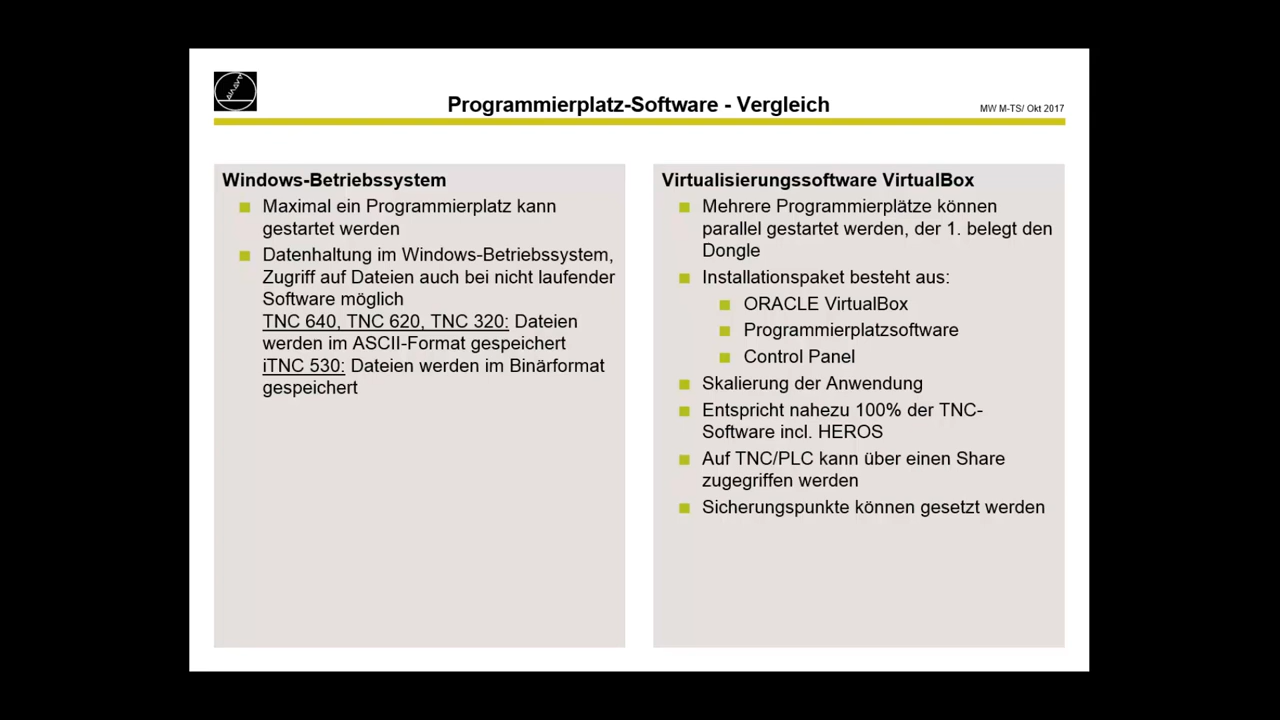 Programmierplatz-Software - Vergleich
MW M-TS/ Okt 2017
Windows-Betriebssystem
Maximal ein Programmierplatz kann
gestartet werden
Datenhaltung im Windows-Betriebssystem,
Zugriff auf Dateien auch bei nicht laufender
Software möglich
TNC 640, TNC 620, TNC 320: Dateien
werden im ASCII-Format gespeichert
iTNC 530: Dateien werden im Binärformat
gespeichert
Virtualisierungssoftware VirtualBox
Mehrere Programmierplätze können
parallel gestartet werden, der 1. belegt den
Dongle
Installationspaket besteht aus:
ORACLE VirtualBox
Programmierplatzsoftware
Control Panel
Skalierung der Anwendung
Entspricht nahezu 100% der TNC-
Software incl. HEROS
Auf TNC/PLC kann über einen Share
zugegriffen werden
Sicherungspunkte können gesetzt werden